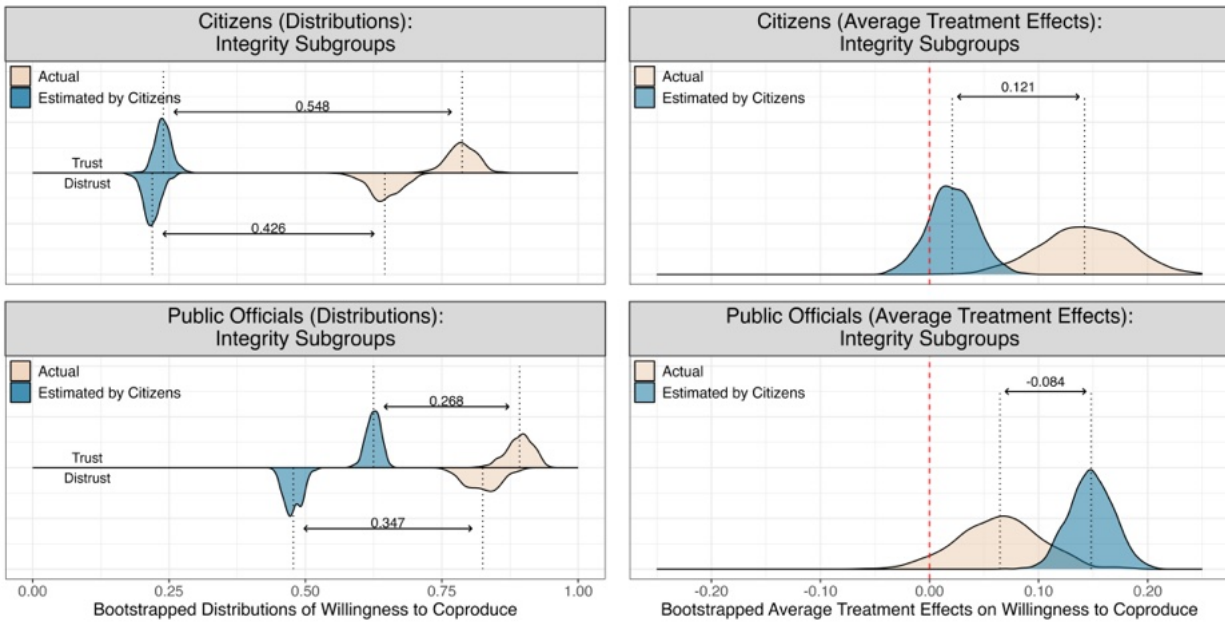 Citizens (Distributions):
Integrity Subgroups
Actual
Estimated by Citizens
0.548
Trust
Distrust
0.426
Citizens (Average Treatment Effects):
Integrity Subgroups
Actual
Estimated by Citizens
0.121
Public Officials (Distributions):
Integrity Subgroups
Actual
Estimated by Citizens
0.268
Trust
Distrust
0.347
0.00 0.25 0.50 0.75 1.00
Bootstrapped Distributions of Willingness to Coproduce
Public Officials (Average Treatment Effects):
Integrity Subgroups
Actual
Estimated by Citizens
-0.084
-0.20 -0.10 0.00 0.10 0.20
Bootstrapped Average Treatment Effects on Willingness to Coproduce